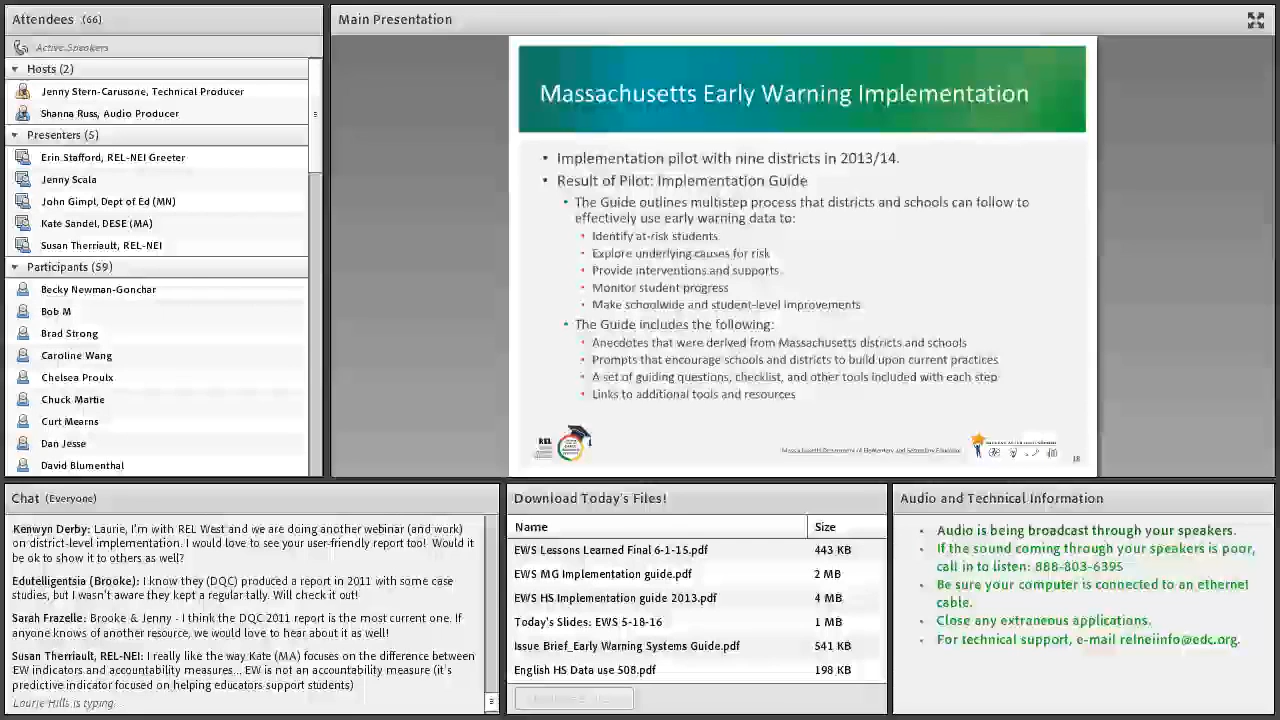 Attendees (66)
Active Speakers
Hosts (2)
Jenny Stern-Carusone, Technical Producer
Shanna Russ, Audio Producer
Presenters (5)
Erin Stafford, REL-NEI Greeter
Jenny Scala
John Gimpl, Dept of Ed (MN)
Kate Sandel, DESE (MA)
Susan Therriault, REL-NEI
Participants (59)
Becky Newman-Gonchar
Bob M
Brad Strong
Caroline Wang
Chelsea Proulx
Chuck Martie
Curt Mearns
Dan Jesse
David Blumenthal
Main Presentation
Massachusetts Early Warning Implementation
• Implementation pilot with nine districts in 2013/14.
• Result of Pilot: Implementation Guide
• The Guide outlines multistep process that districts and schools can follow to
effectively use early warning data to:
• Identify at-risk students
• Explore underlying causes for risk
• Provide interventions and supports
• Monitor student progress
• Make schoolwide and student-level improvements
• The Guide includes the following:
• Anecdotes that were derived from Massachusetts districts and schools
• Prompts that encourage schools and districts to build upon current practices
• A set of guiding questions, checklist, and other tools included with each step
• Links to additional tools and resources
REL
Massachusetts Department of Elementary and Secondary Education
18
Chat (Everyone)
Kenwyn Derby: Laurie, I'm with REL West and we are doing another webinar (and work)
on district-level implementation. I would love to see your user-friendly report too! Would it
be ok to show it to others as well?
Edutelligentsia (Brooke): I know they (DQC) produced a report in 2011 with some case
studies, but I wasn't aware they kept a regular tally. Will check it out!
Sarah Frazelle: Brooke & Jenny - I think the DQC 2011 report is the most current one. If
anyone knows of another resource, we would love to hear about it as well!
Susan Therriault, REL-NEI: I really like the way Kate (MA) focuses on the difference between
EW indicators and accountability measures... EW is not an accountability measure (it's
predictive indicator focused on helping educators support students)
Laurie Hills is typing.
Download Today's Files!
Name Size
EWS Lessons Learned Final 6-1-15.pdf 443 KB
EWS MG Implementation guide.pdf 2 MB
EWS HS Implementation guide 2013.pdf 4 MB
Today's Slides: EWS 5-18-16 1 MB
Issue Brief_Early Warning Systems Guide.pdf 541 KB
English HS Data use 508.pdf 198 KB
Audio and Technical Information
• Audio is being broadcast through your speakers.
• If the sound coming through your speakers is poor,
call in to listen: 888-803-6395
• Be sure your computer is connected to an ethernet
cable.
• Close any extraneous applications.
• For technical support, e-mail relneiinfo@edc.org.